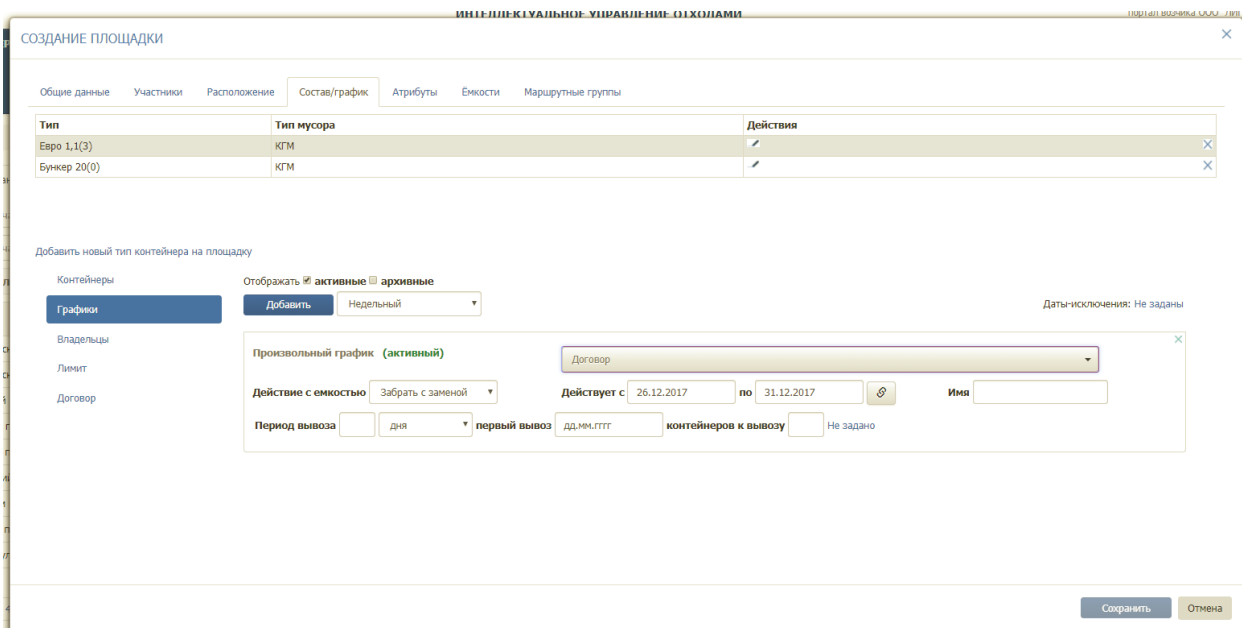 ИНТЕЛЛЕКТУАЛЬНОЕ УПРАВЛЕНИЕ ОТХОДАМИ
портал возчика ООО
СОЗДАНИЕ ПЛОЩАДКИ
Общие данные Участники Расположение Состав/график Атрибуты Ёмкости Маршрутные группы
Тип Тип мусора Действия
Евро 1,1(3) КГМ
Бункер 20(0) КГМ
Добавить новый тип контейнера на площадку
Контейнеры Отображать активные архивные
Графики Добавить Недельный Даты-исключения: Не заданы
Владельцы
Произвольный график (активный) Договор
Лимит
Действие с емкостью Забрать с заменой Действует с 26.12.2017 по 31.12.2017 Имя
Договор
Период вывоза дня первый вывоз дд.мм.гггг контейнеров к вывозу Не задано
Сохранить Отмена